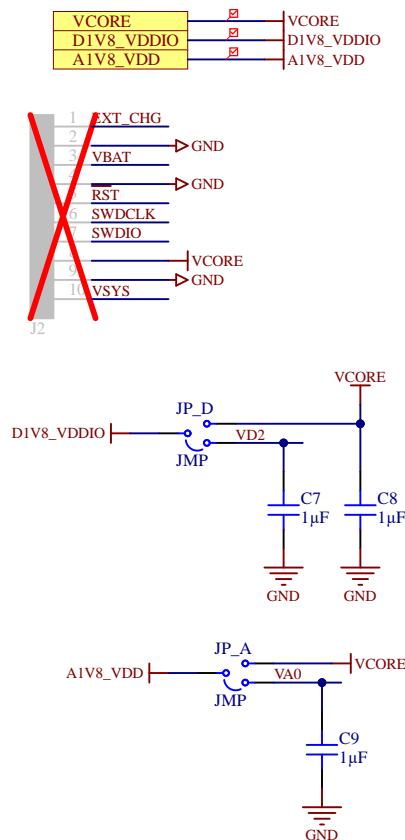 VCORE VCORE
D1V8_VDDIO D1V8_VDDIO
A1V8_VDD A1V8_VDD
1 EXT_CHG
2 GND
3 VBAT
4 GND
5 RST
6 SWDCLK
7 SWDIO
VCORE
9 GND
10 VSYS
J2
VCORE
JP_D
D1V8_VDDIO VD2
JMP
C7 C8
1µF 1µF
GND GND
JP_A
A1V8_VDD VCORE
VA0
JMP
C9
1µF
GND